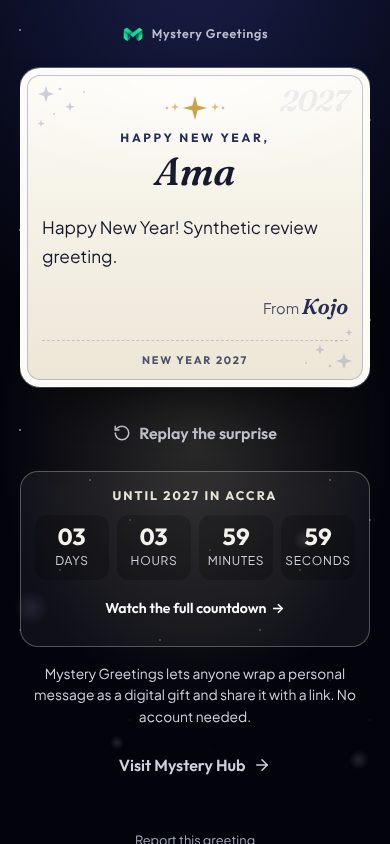 Mystery Greetings
2027
HAPPY NEW YEAR,
Ama
Happy New Year! Synthetic review
greeting.
From Kojo
NEW YEAR 2027
Replay the surprise
UNTIL 2027 IN ACCRA
03 03 59 59
DAYS HOURS MINUTES SECONDS
Watch the full countdown →
Mystery Greetings lets anyone wrap a personal
message as a digital gift and share it with a link. No
account needed.
Visit Mystery Hub →
Report this greeting